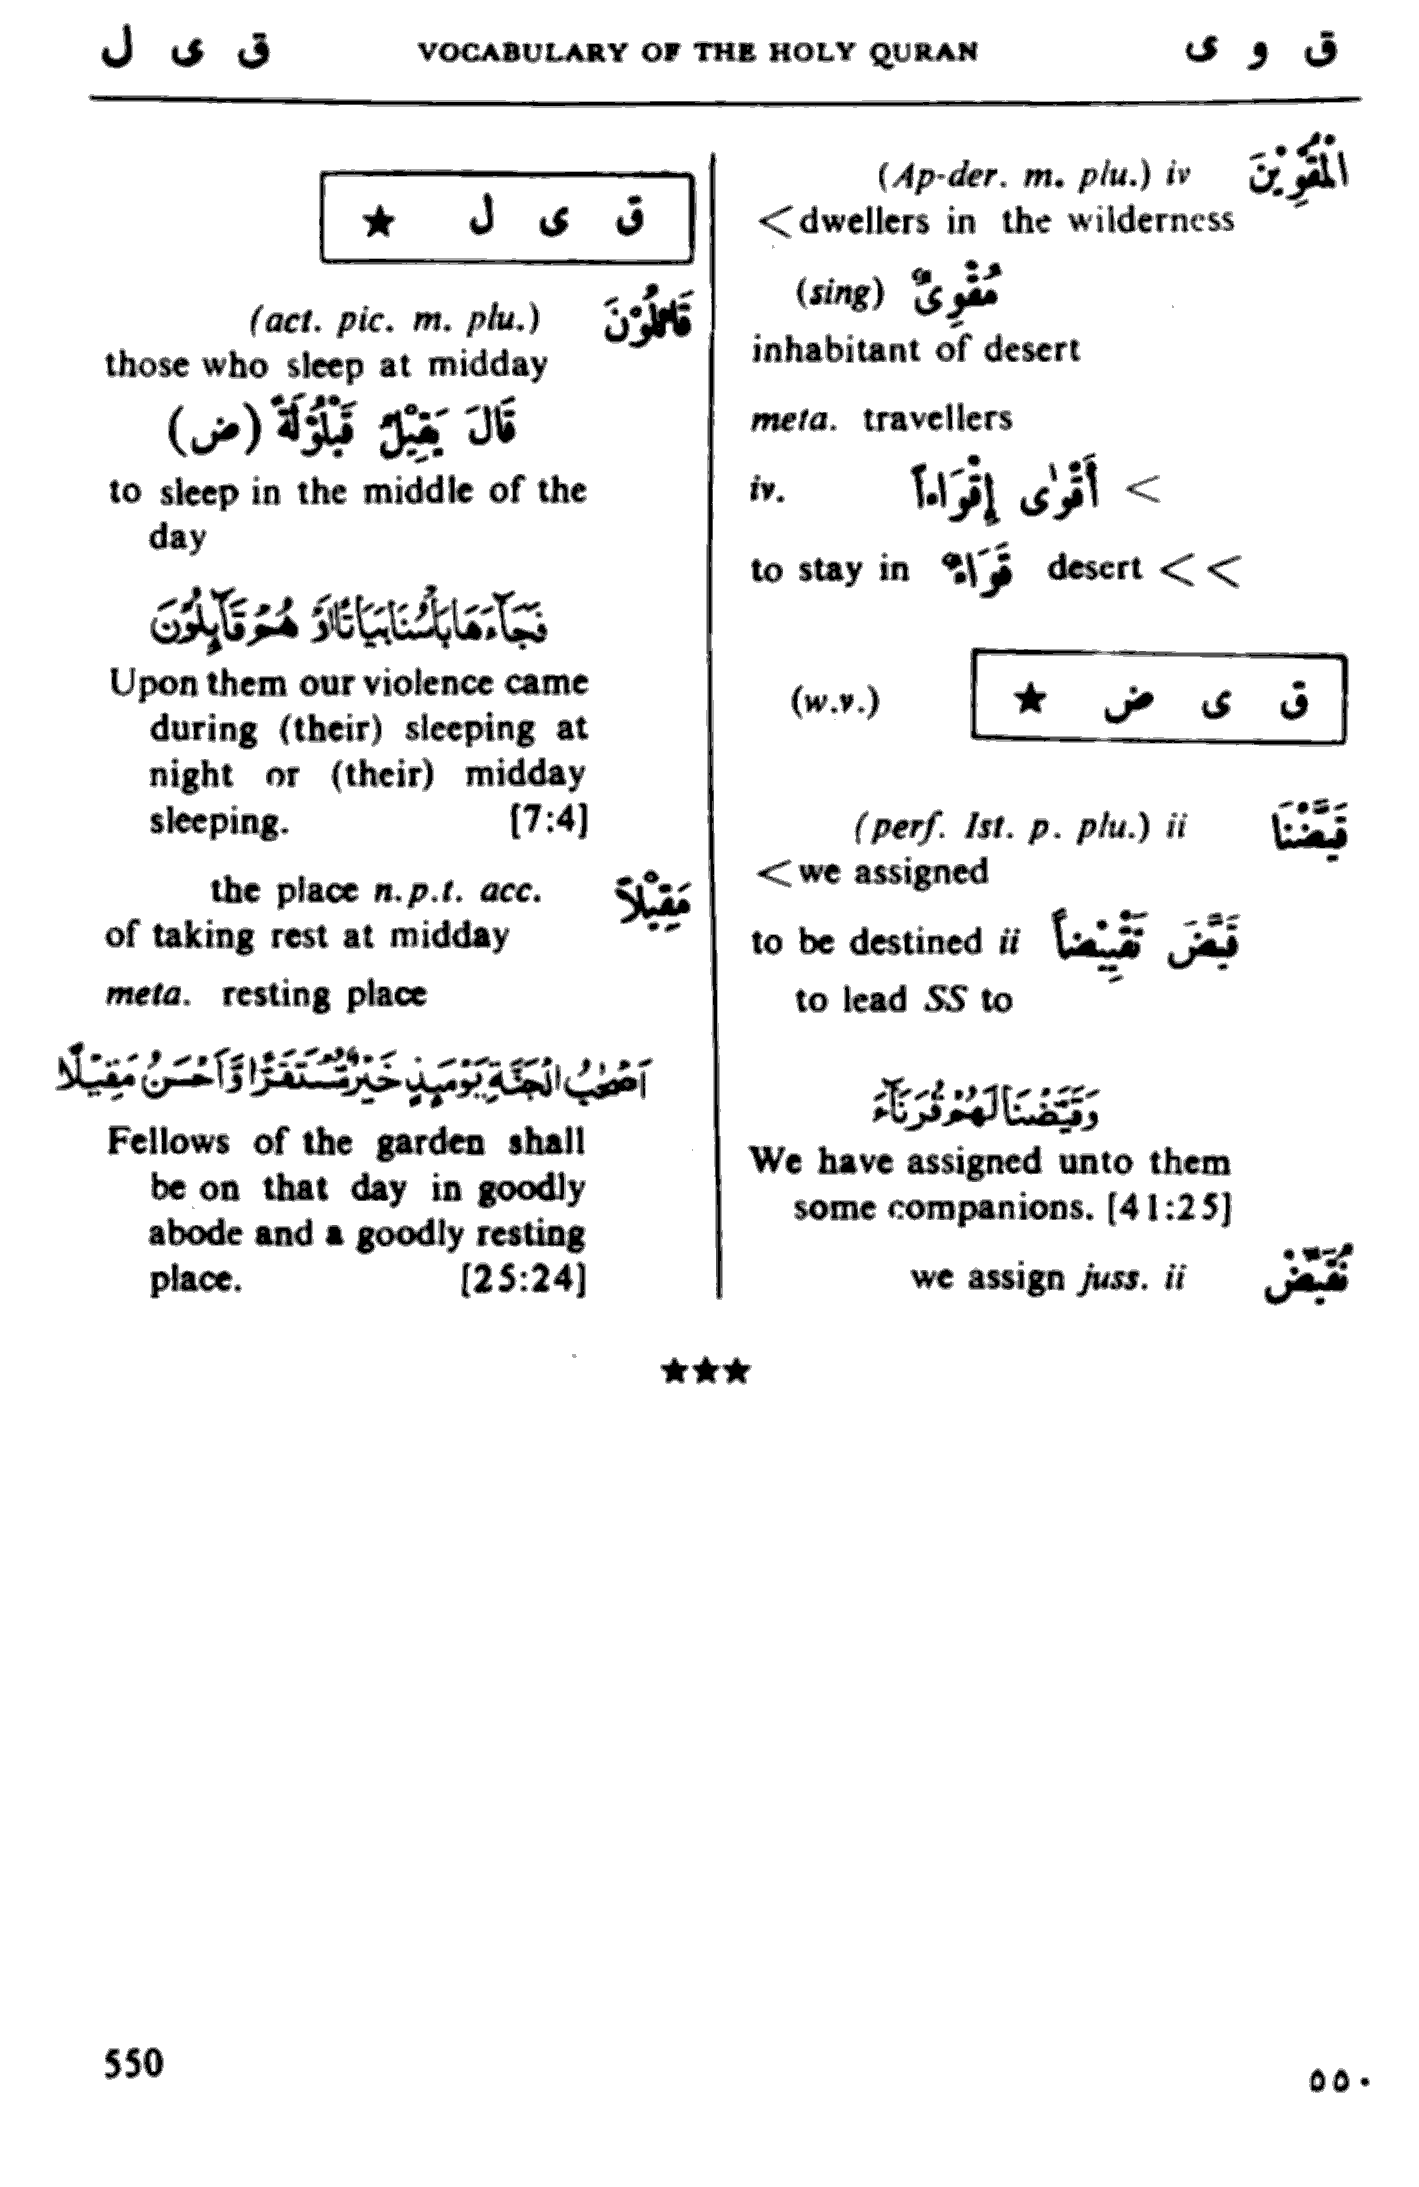 ق ی ل VOCABULARY OF THE HOLY QURAN ق و ی
(Ap-der. m. plu.) iv الْمُقْوِيْنَ
< dwellers in the wilderness
(sing) مُقْوِیٌ
inhabitant of desert
meta. travellers
iv. أَقْوٰی إِقْوَاءاً <
to stay in قَوَاءٌ desert < <
(w.v.) ق ی ض ★
(perf. 1st. p. plu.) ii قَيَّضْنَا
< we assigned
to be destined ii قَيَّضَ تَقْيِيْضاً
to lead SS to
وَقَيَّضْنَا لَهُمْ قُرَنَآءَ
We have assigned unto them
some companions. [41:25]
we assign juss. ii نُقَيِّضْ
ق ی ل ★
(act. pic. m. plu.) قَائِلُوْنَ
those who sleep at midday
قَالَ يَقِيْلُ قَيْلُوْلَةً (ض)
to sleep in the middle of the
day
فَجَآءَهَا بَأْسُنَا بَيَاتًا اَوْ هُمْ قَآئِلُوْنَ
Upon them our violence came
during (their) sleeping at
night or (their) midday
sleeping. [7:4]
the place n.p.t. acc. مَقِيْلاً
of taking rest at midday
meta. resting place
اَصْحٰبُ الْجَنَّةِ يَوْمَئِذٍ خَيْرٌ مُّسْتَقَرًّا وَّاَحْسَنُ مَقِيْلًا
Fellows of the garden shall
be on that day in goodly
abode and a goodly resting
place. [25:24]
★★★
550 ٥٥٠